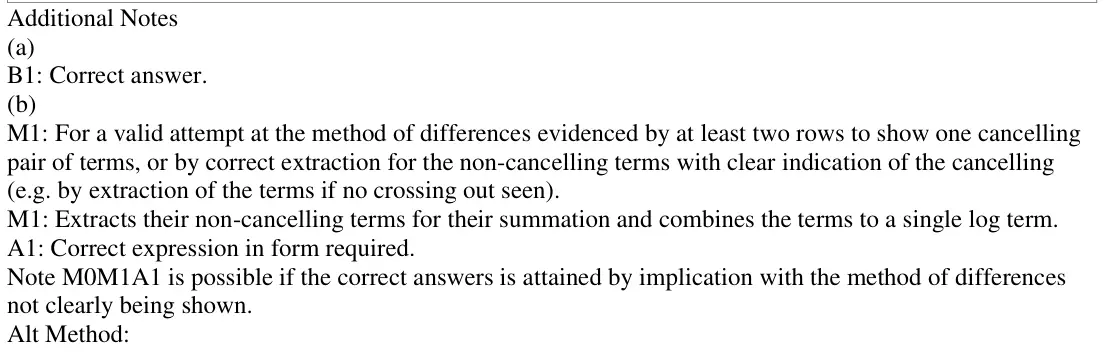 Additional Notes
(a)
B1: Correct answer.
(b)
M1: For a valid attempt at the method of differences evidenced by at least two rows to show one cancelling
pair of terms, or by correct extraction for the non-cancelling terms with clear indication of the cancelling
(e.g. by extraction of the terms if no crossing out seen).
M1: Extracts their non-cancelling terms for their summation and combines the terms to a single log term.
A1: Correct expression in form required.
Note M0M1A1 is possible if the correct answers is attained by implication with the method of differences
not clearly being shown.
Alt Method: